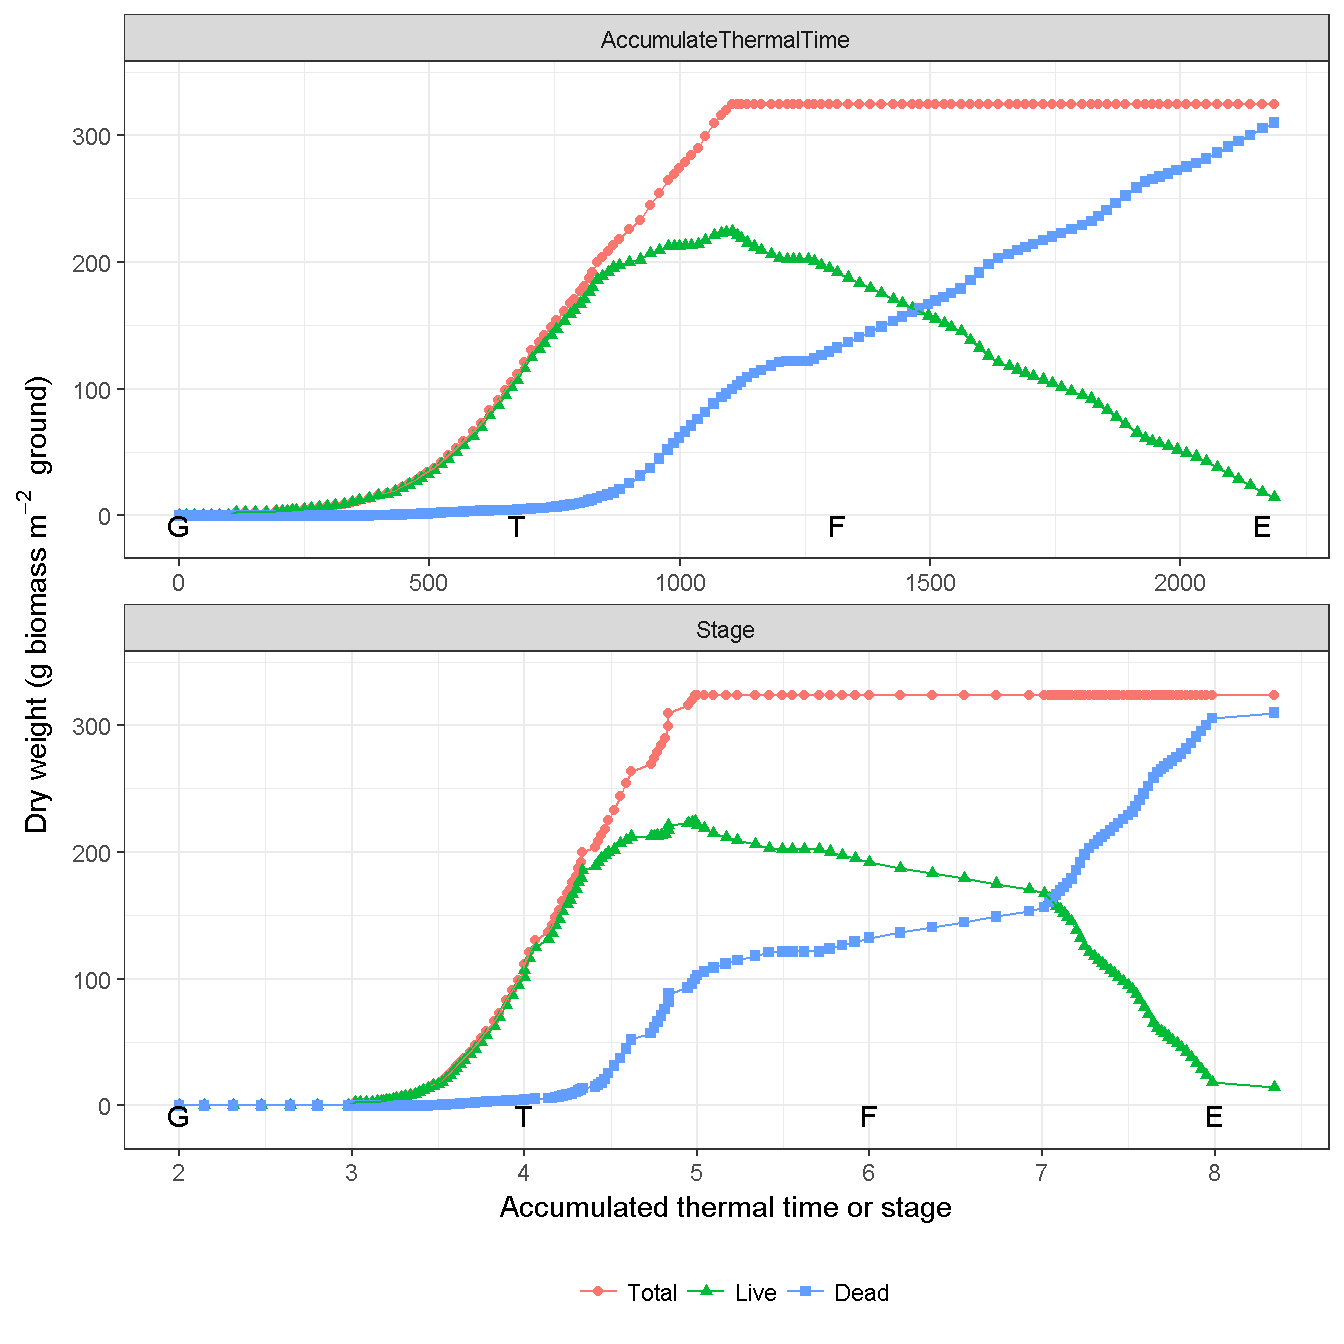 AccumulateThermalTime
300
200
100
0
G T F E
0 500 1000 1500 2000
Dry weight (g biomass m−2 ground)
Stage
300
200
100
0
G T F E
2 3 4 5 6 7 8
Accumulated thermal time or stage
Total Live Dead